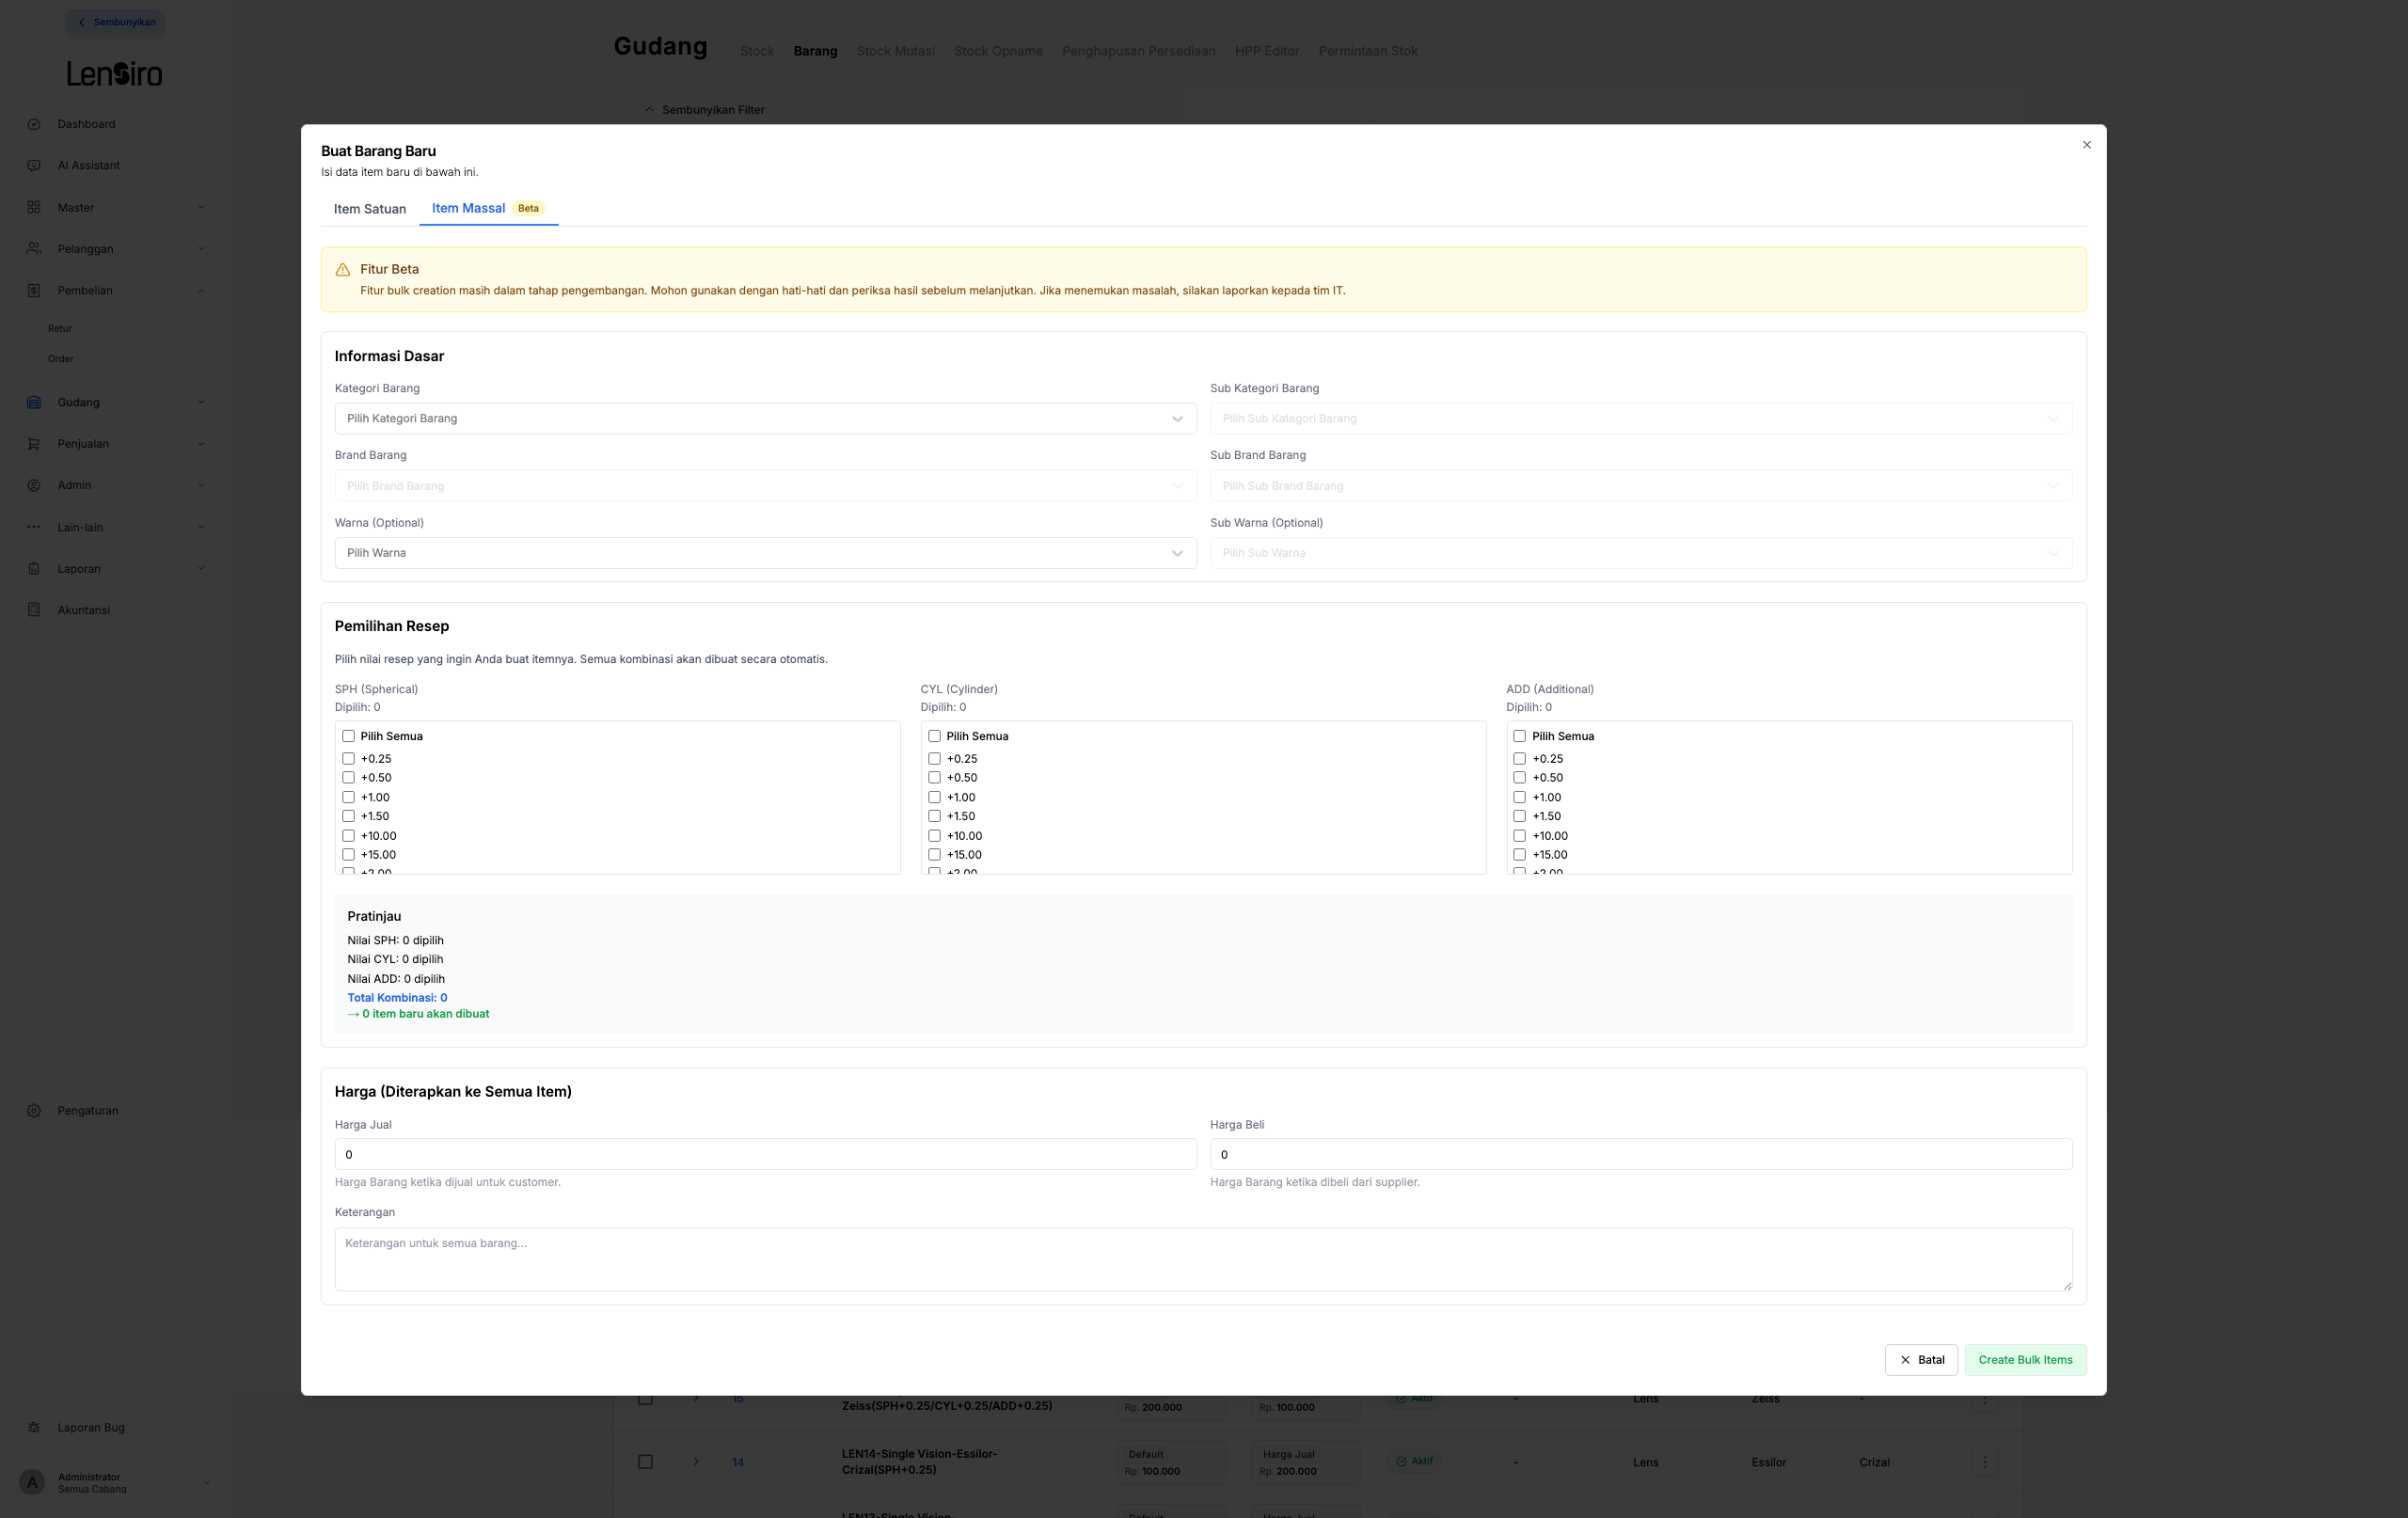 Sembunyikan
Lensiro
Dashboard
AI Assistant
Master
Pelanggan
Pembelian
Retur
Order
Gudang
Penjualan
Admin
Lain-lain
Laporan
Akuntansi
Pengaturan
Laporan Bug
A
Administrator
Semua Cabang
Gudang
Stock
Barang
Stock Mutasi
Stock Opname
Penghapusan Persediaan
HPP Editor
Permintaan Stok
Sembunyikan Filter
Buat Barang Baru
Isi data item baru di bawah ini.
Item Satuan
Item Massal Beta
Fitur Beta
Fitur bulk creation masih dalam tahap pengembangan. Mohon gunakan dengan hati-hati dan periksa hasil sebelum melanjutkan. Jika menemukan masalah, silakan laporkan kepada tim IT.
Informasi Dasar
Kategori Barang
Pilih Kategori Barang
Sub Kategori Barang
Pilih Sub Kategori Barang
Brand Barang
Pilih Brand Barang
Sub Brand Barang
Pilih Sub Brand Barang
Warna (Optional)
Pilih Warna
Sub Warna (Optional)
Pilih Sub Warna
Pemilihan Resep
Pilih nilai resep yang ingin Anda buat itemnya. Semua kombinasi akan dibuat secara otomatis.
SPH (Spherical)
Dipilih: 0
Pilih Semua
+0.25
+0.50
+1.00
+1.50
+10.00
+15.00
+2.00
CYL (Cylinder)
Dipilih: 0
Pilih Semua
+0.25
+0.50
+1.00
+1.50
+10.00
+15.00
+2.00
ADD (Additional)
Dipilih: 0
Pilih Semua
+0.25
+0.50
+1.00
+1.50
+10.00
+15.00
+2.00
Pratinjau
Nilai SPH: 0 dipilih
Nilai CYL: 0 dipilih
Nilai ADD: 0 dipilih
Total Kombinasi: 0
→ 0 item baru akan dibuat
Harga (Diterapkan ke Semua Item)
Harga Jual
0
Harga Barang ketika dijual untuk customer.
Harga Beli
0
Harga Barang ketika dibeli dari supplier.
Keterangan
Keterangan untuk semua barang...
Batal
Create Bulk Items
15
Zeiss(SPH+0.25/CYL+0.25/ADD+0.25)
Rp. 200.000
Rp. 100.000
Aktif
-
Lens
Zeiss
-
14
LEN14-Single Vision-Essilor-
Crizal(SPH+0.25)
Default
Rp. 100.000
Harga Jual
Rp. 200.000
Aktif
-
Lens
Essilor
Crizal
LEN13-Single Vision-
Default
Harga Jual